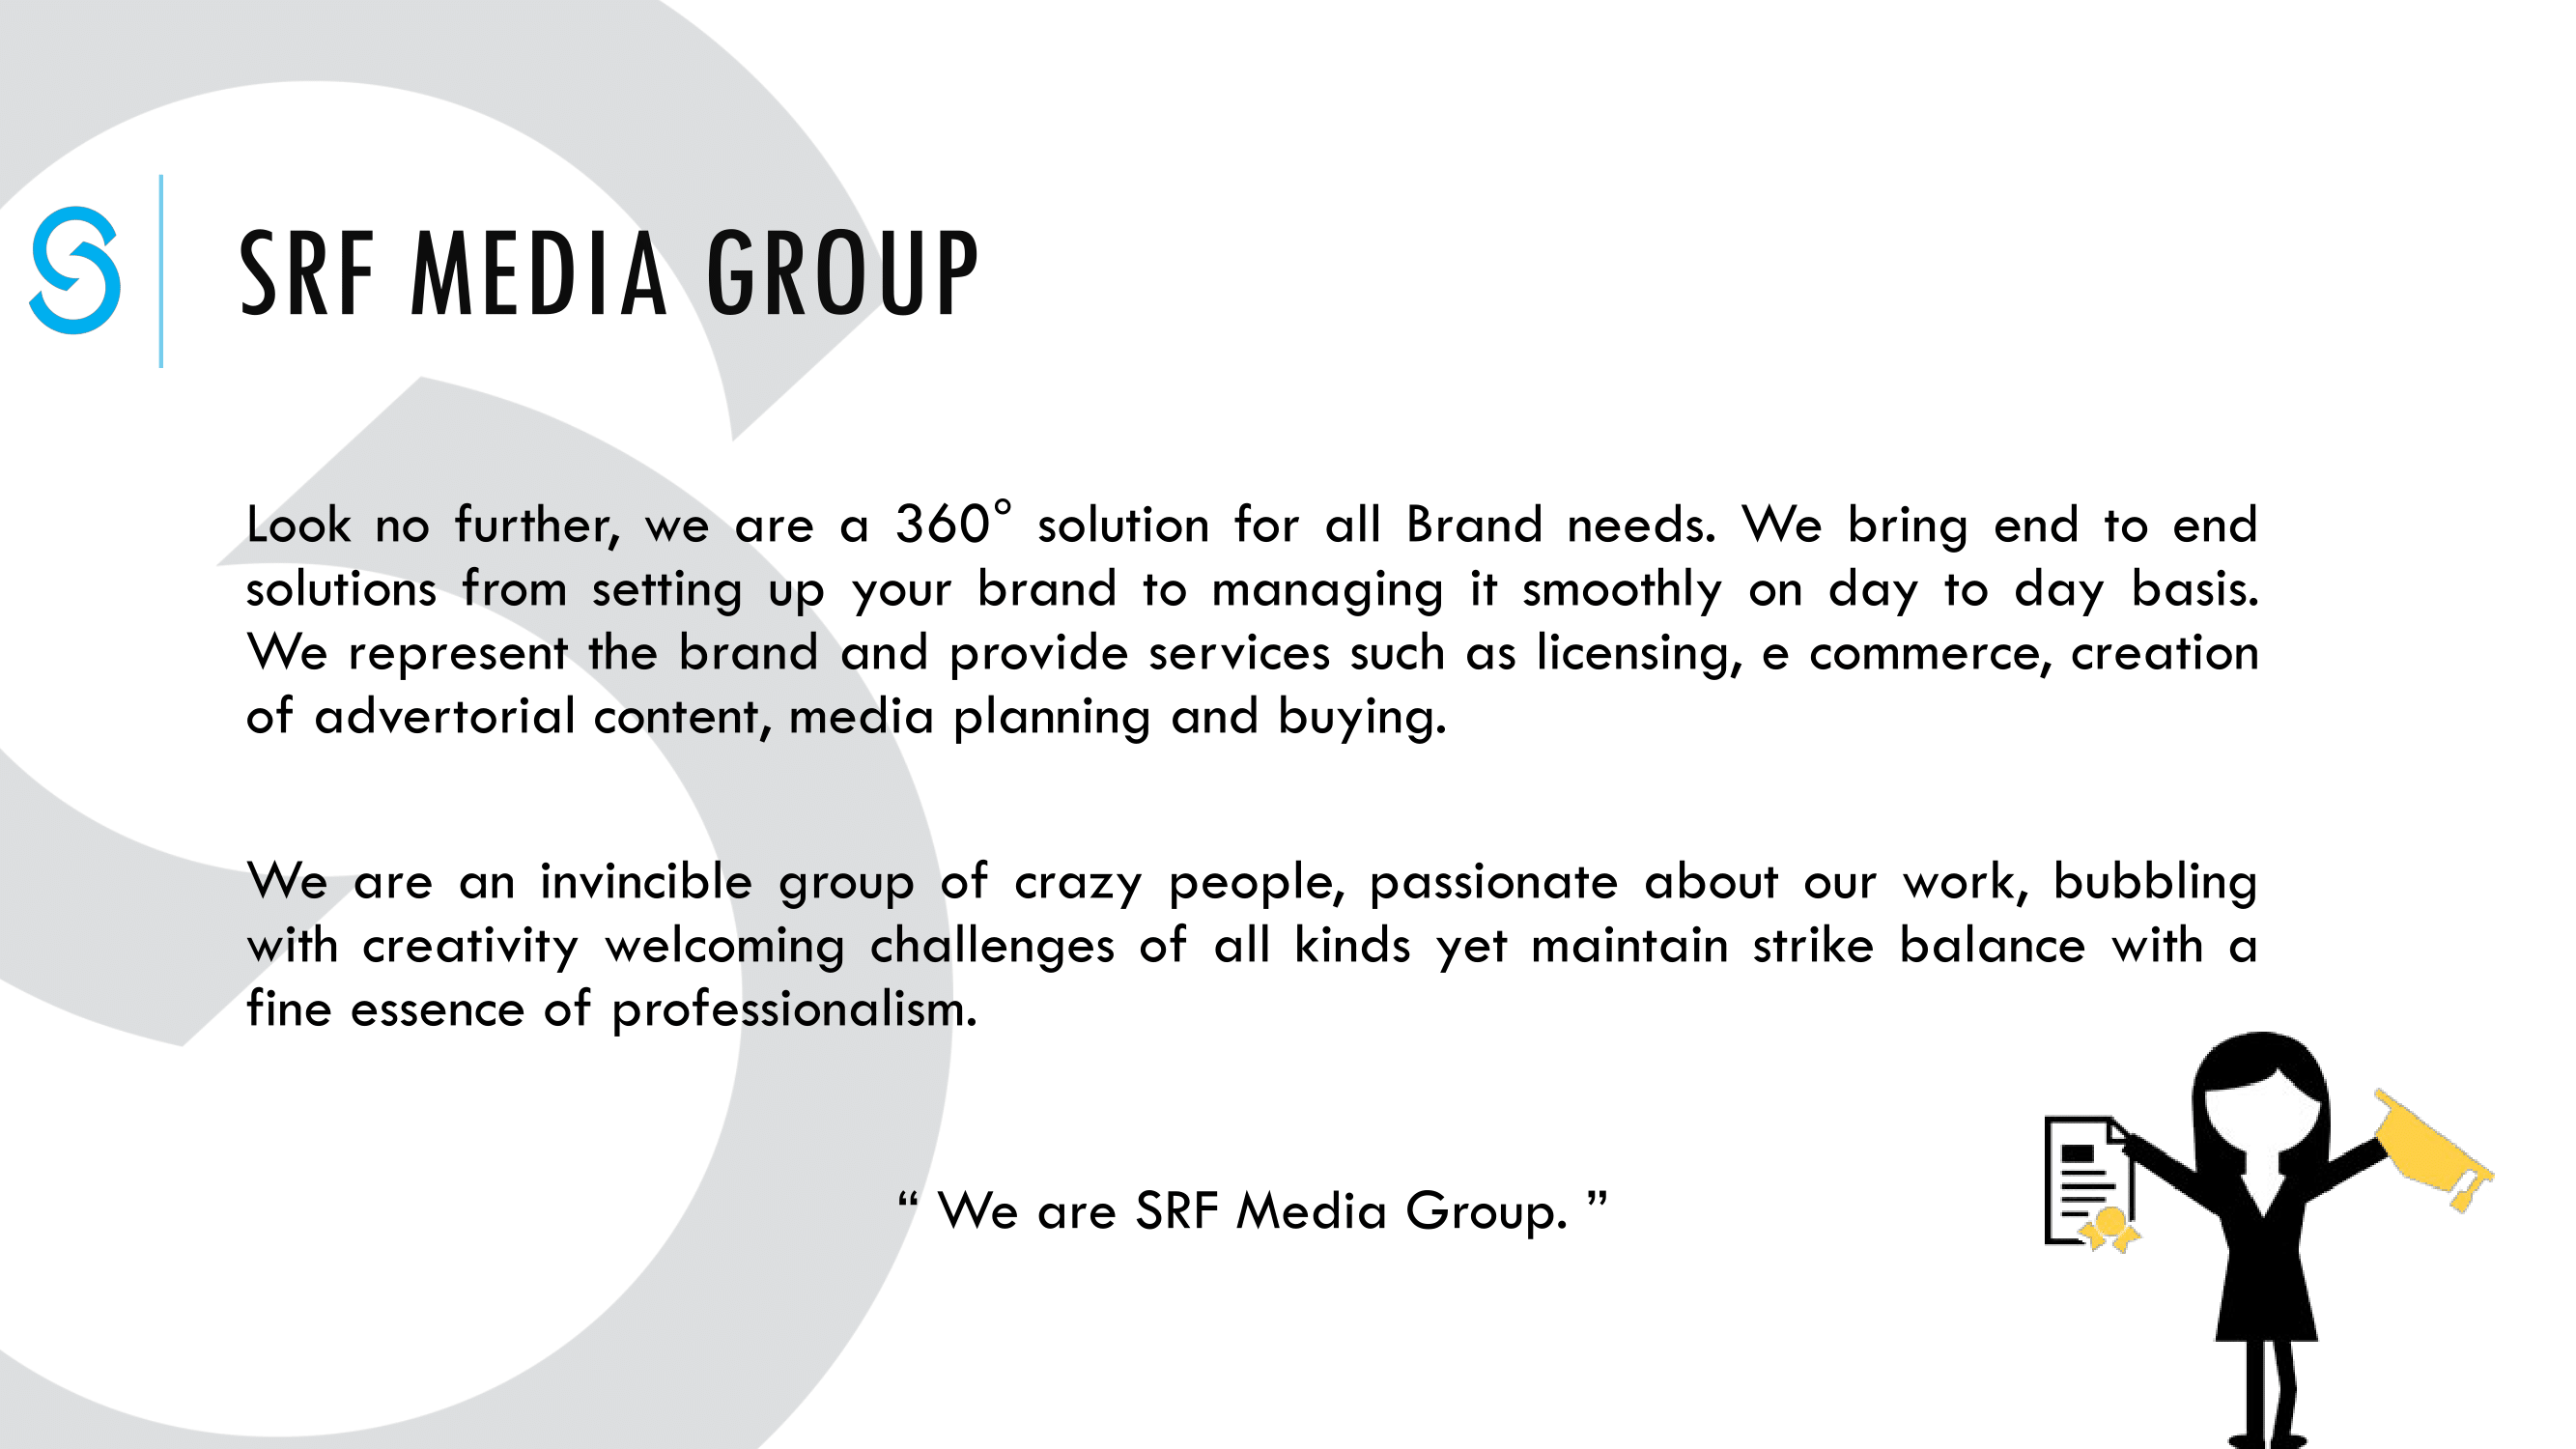 SRF MEDIA GROUP
Look no further, we are a 360° solution for all Brand needs. We bring end to end
solutions from setting up your brand to managing it smoothly on day to day basis.
We represent the brand and provide services such as licensing, e commerce, creation
of advertorial content, media planning and buying.
We are an invincible group of crazy people, passionate about our work, bubbling
with creativity welcoming challenges of all kinds yet maintain strike balance with a
fine essence of professionalism.
“ We are SRF Media Group. ”